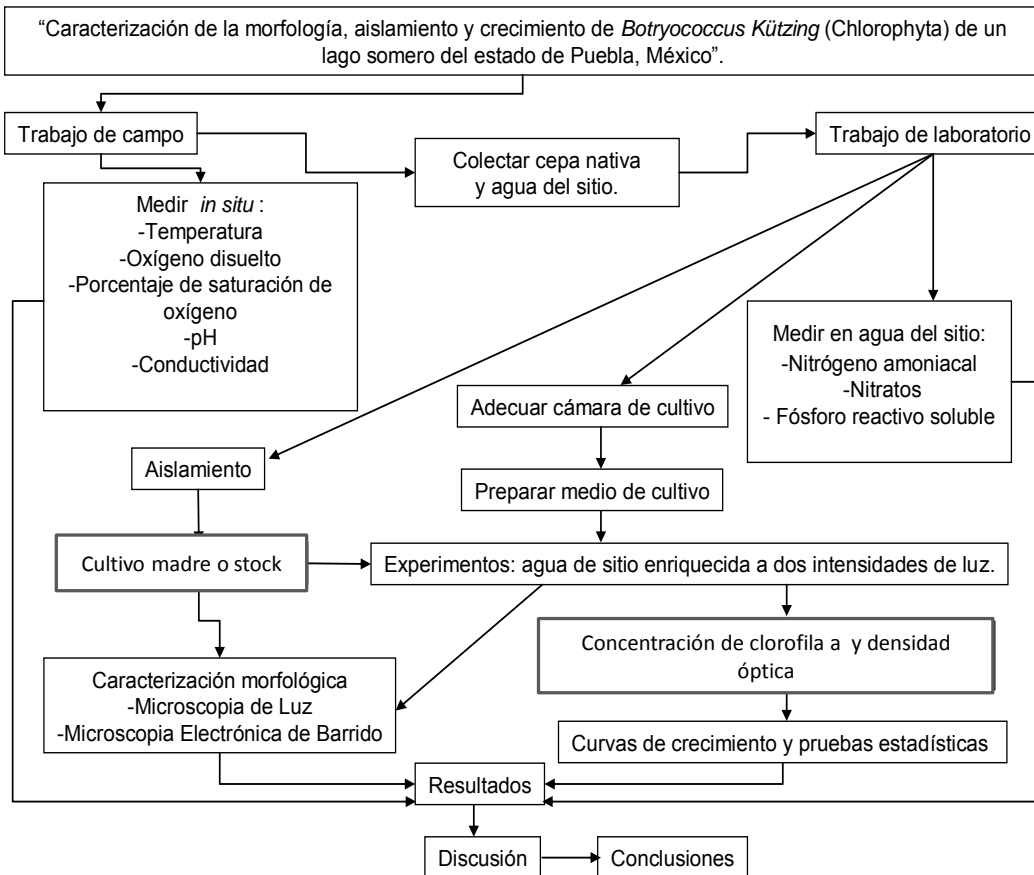 “Caracterización de la morfología, aislamiento y crecimiento de Botryococcus Kützing (Chlorophyta) de un
lago somero del estado de Puebla, México”.
Trabajo de campo
Colectar cepa nativa
y agua del sitio.
Trabajo de laboratorio
Medir in situ :
-Temperatura
-Oxígeno disuelto
-Porcentaje de saturación de
oxígeno
-pH
-Conductividad
Medir en agua del sitio:
-Nitrógeno amoniacal
-Nitratos
- Fósforo reactivo soluble
Adecuar cámara de cultivo
Aislamiento
Preparar medio de cultivo
Cultivo madre o stock
Experimentos: agua de sitio enriquecida a dos intensidades de luz.
Concentración de clorofila a y densidad
óptica
Caracterización morfológica
-Microscopia de Luz
-Microscopia Electrónica de Barrido
Curvas de crecimiento y pruebas estadísticas
Resultados
Discusión
Conclusiones